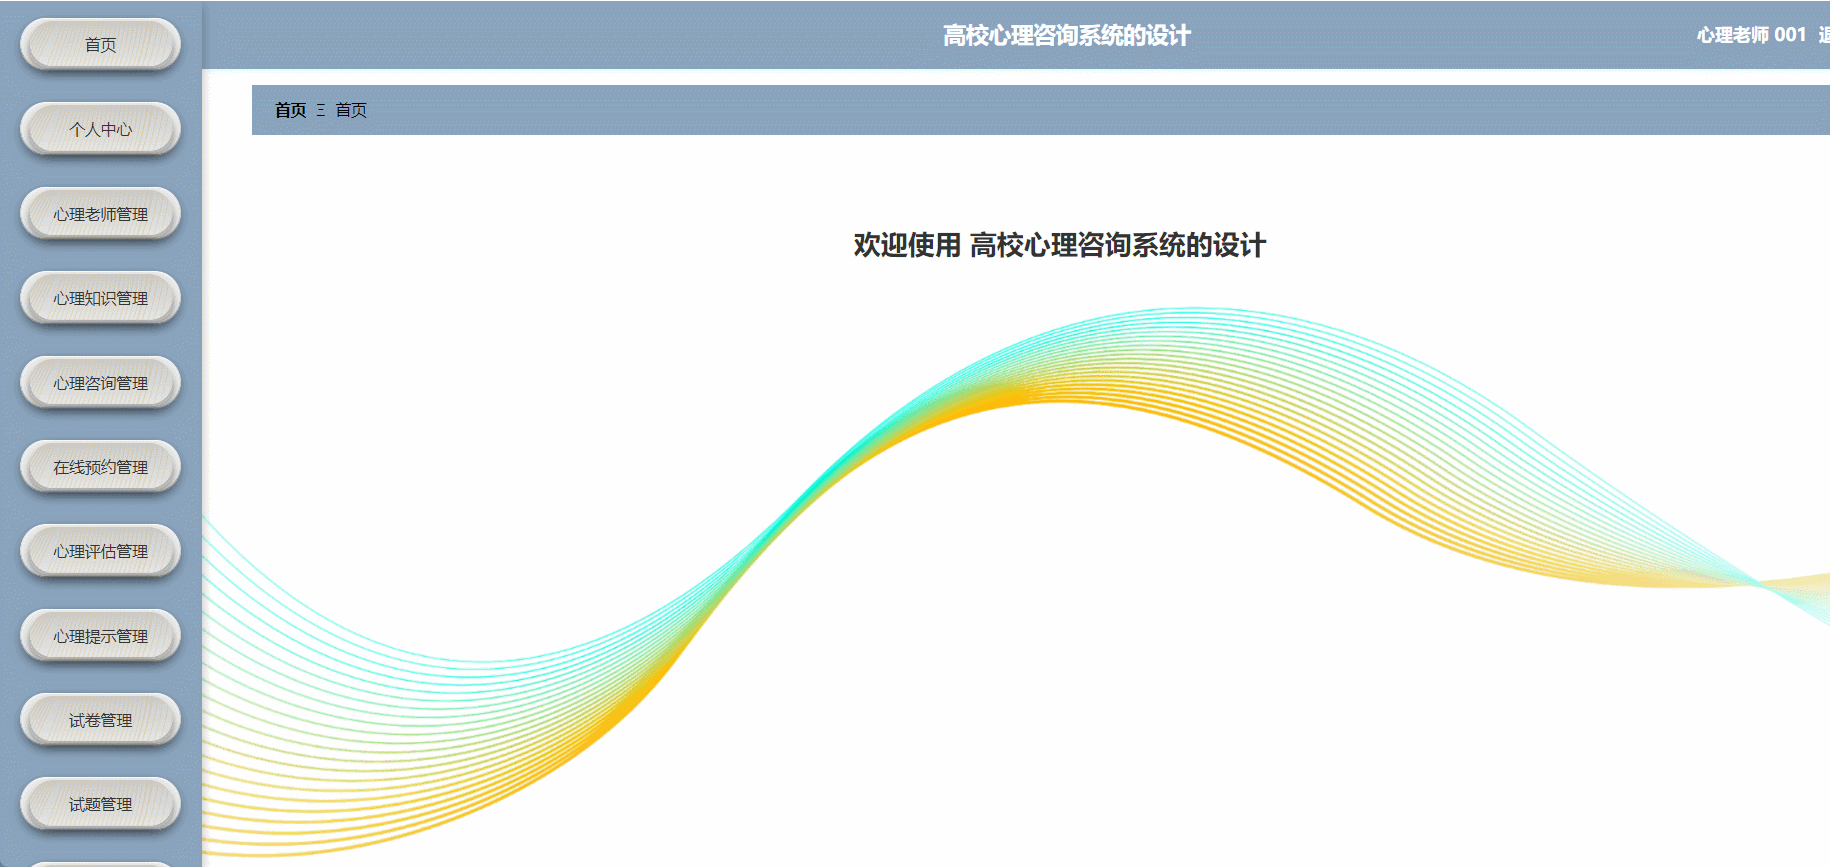 高校心理咨询系统的设计
心理老师 001 退
首页
个人中心
心理老师管理
心理知识管理
心理咨询管理
在线预约管理
心理评估管理
心理提示管理
试卷管理
试题管理
首页 Ξ 首页
欢迎使用 高校心理咨询系统的设计